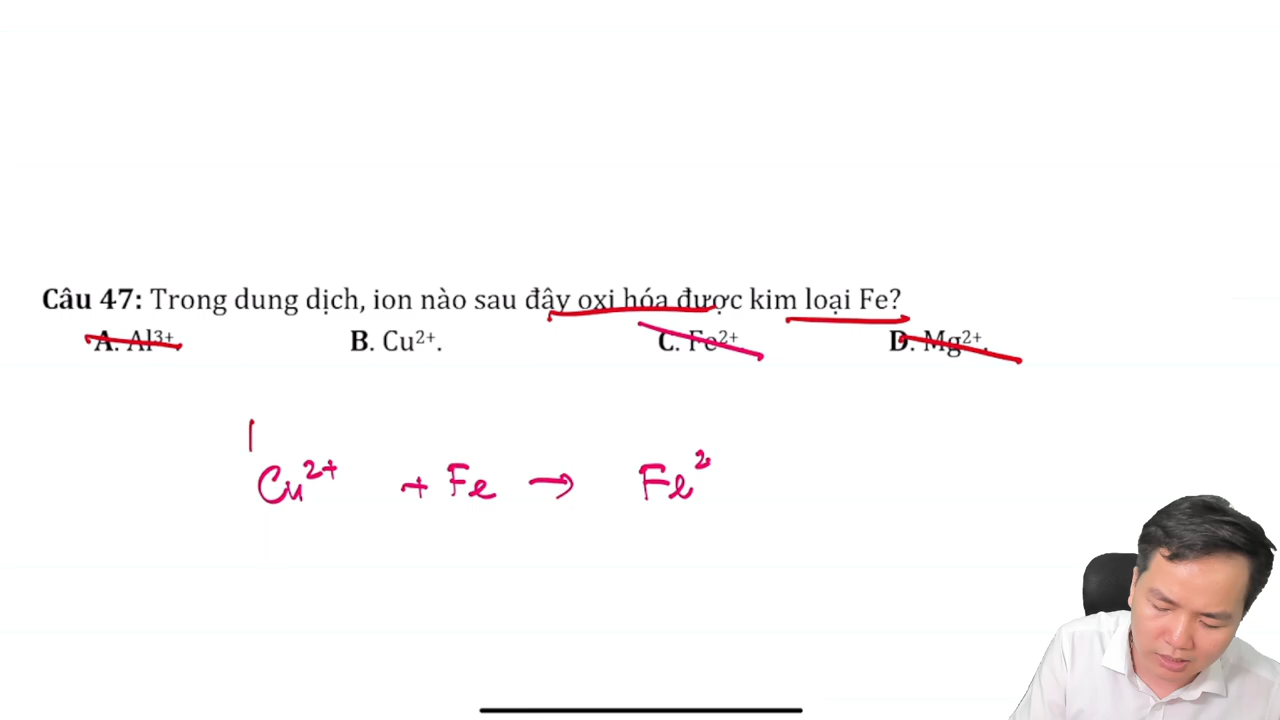 Câu 47: Trong dung dịch, ion nào sau đây oxi hóa được kim loại Fe?
A. Al³⁺. B. Cu²⁺. C. Fe²⁺. D. Mg²⁺.
Cu²⁺ + Fe → Fe²